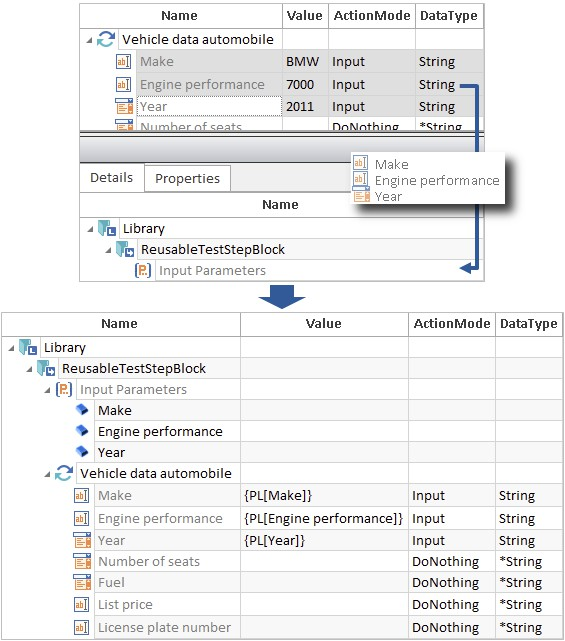 Name Value ActionMode DataType
Vehicle data automobile
Make BMW Input String
Engine performance 7000 Input String
Year 2011 Input String
Number of seats DoNothing *String
Make
Engine performance
Year
Details Properties
Name
Library
ReusableTestStepBlock
Input Parameters
Name Value ActionMode DataType
Library
ReusableTestStepBlock
Input Parameters
Make
Engine performance
Year
Vehicle data automobile
Make {PL[Make]} Input String
Engine performance {PL[Engine performance]} Input String
Year {PL[Year]} Input String
Number of seats DoNothing *String
Fuel DoNothing *String
List price DoNothing *String
License plate number DoNothing *String